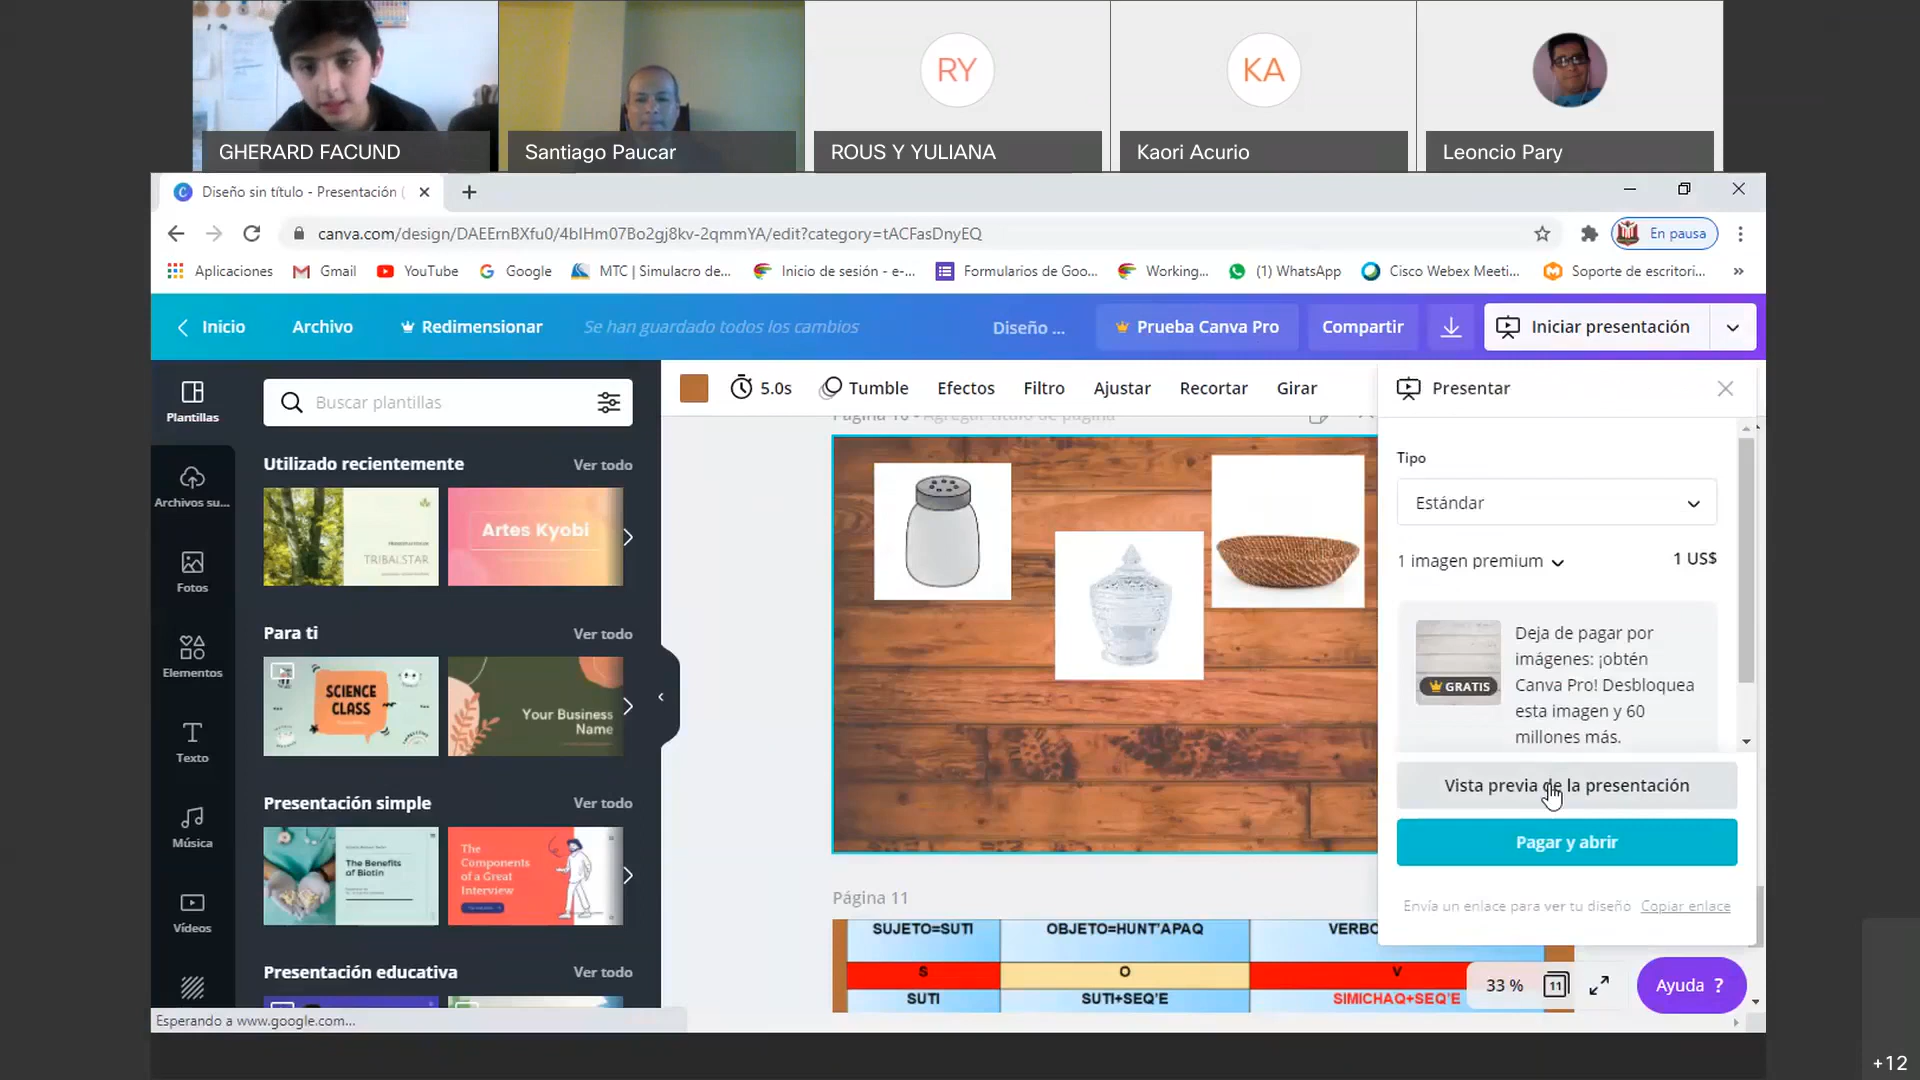 GHERARD FACUND
Santiago Paucar
RY
ROUS Y YULIANA
KA
Kaori Acurio
Leoncio Pary
Diseño sin título - Presentación (
canva.com/design/DAEErnBXfu0/4bIHm07Bo2gj8kv-2qmmYA/edit?category=tACFasDnyEQ
En pausa
Aplicaciones
Gmail
YouTube
Google
MTC | Simulacro de...
Inicio de sesión - e-...
Formularios de Goo...
Working...
(1) WhatsApp
Cisco Webex Meeti...
Soporte de escritori...
»
Inicio
Archivo
Redimensionar
Se han guardado todos los cambios
Diseño ...
Prueba Canva Pro
Compartir
Iniciar presentación
Plantillas
Archivos su...
Fotos
Elementos
Texto
Música
Vídeos
Buscar plantillas
Utilizado recientemente
Ver todo
TRIBALSTAR
Artes Kyobi
Para ti
Ver todo
SCIENCE
CLASS
Your Business
Name
Presentación simple
Ver todo
The Benefits
of Biotin
The
Components
of a Great
Interview
Presentación educativa
Ver todo
Esperando a www.google.com...
5.0s
Tumble
Efectos
Filtro
Ajustar
Recortar
Girar
Página 10 - Agregar título de página
Página 11
SUJETO=SUTI
OBJETO=HUNT'APAQ
VERBO
S
O
V
SUTI
SUTI+SEQ'E
SIMICHAQ+SEQ'E
Presentar
Tipo
Estándar
1 imagen premium
1 US$
GRATIS
Deja de pagar por
imágenes: ¡obtén
Canva Pro! Desbloquea
esta imagen y 60
millones más.
Vista previa de la presentación
Pagar y abrir
Envía un enlace para ver tu diseño
Copiar enlace
33 %
11
Ayuda ?
+12